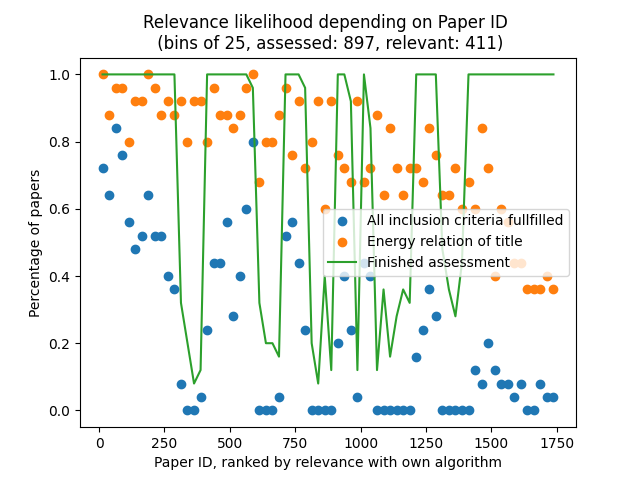 Relevance likelihood depending on Paper ID
(bins of 25, assessed: 897, relevant: 411)
Percentage of papers
1.0
0.8
0.6
0.4
0.2
0.0
All inclusion criteria fullfilled
Energy relation of title
Finished assessment
0 250 500 750 1000 1250 1500 1750
Paper ID, ranked by relevance with own algorithm